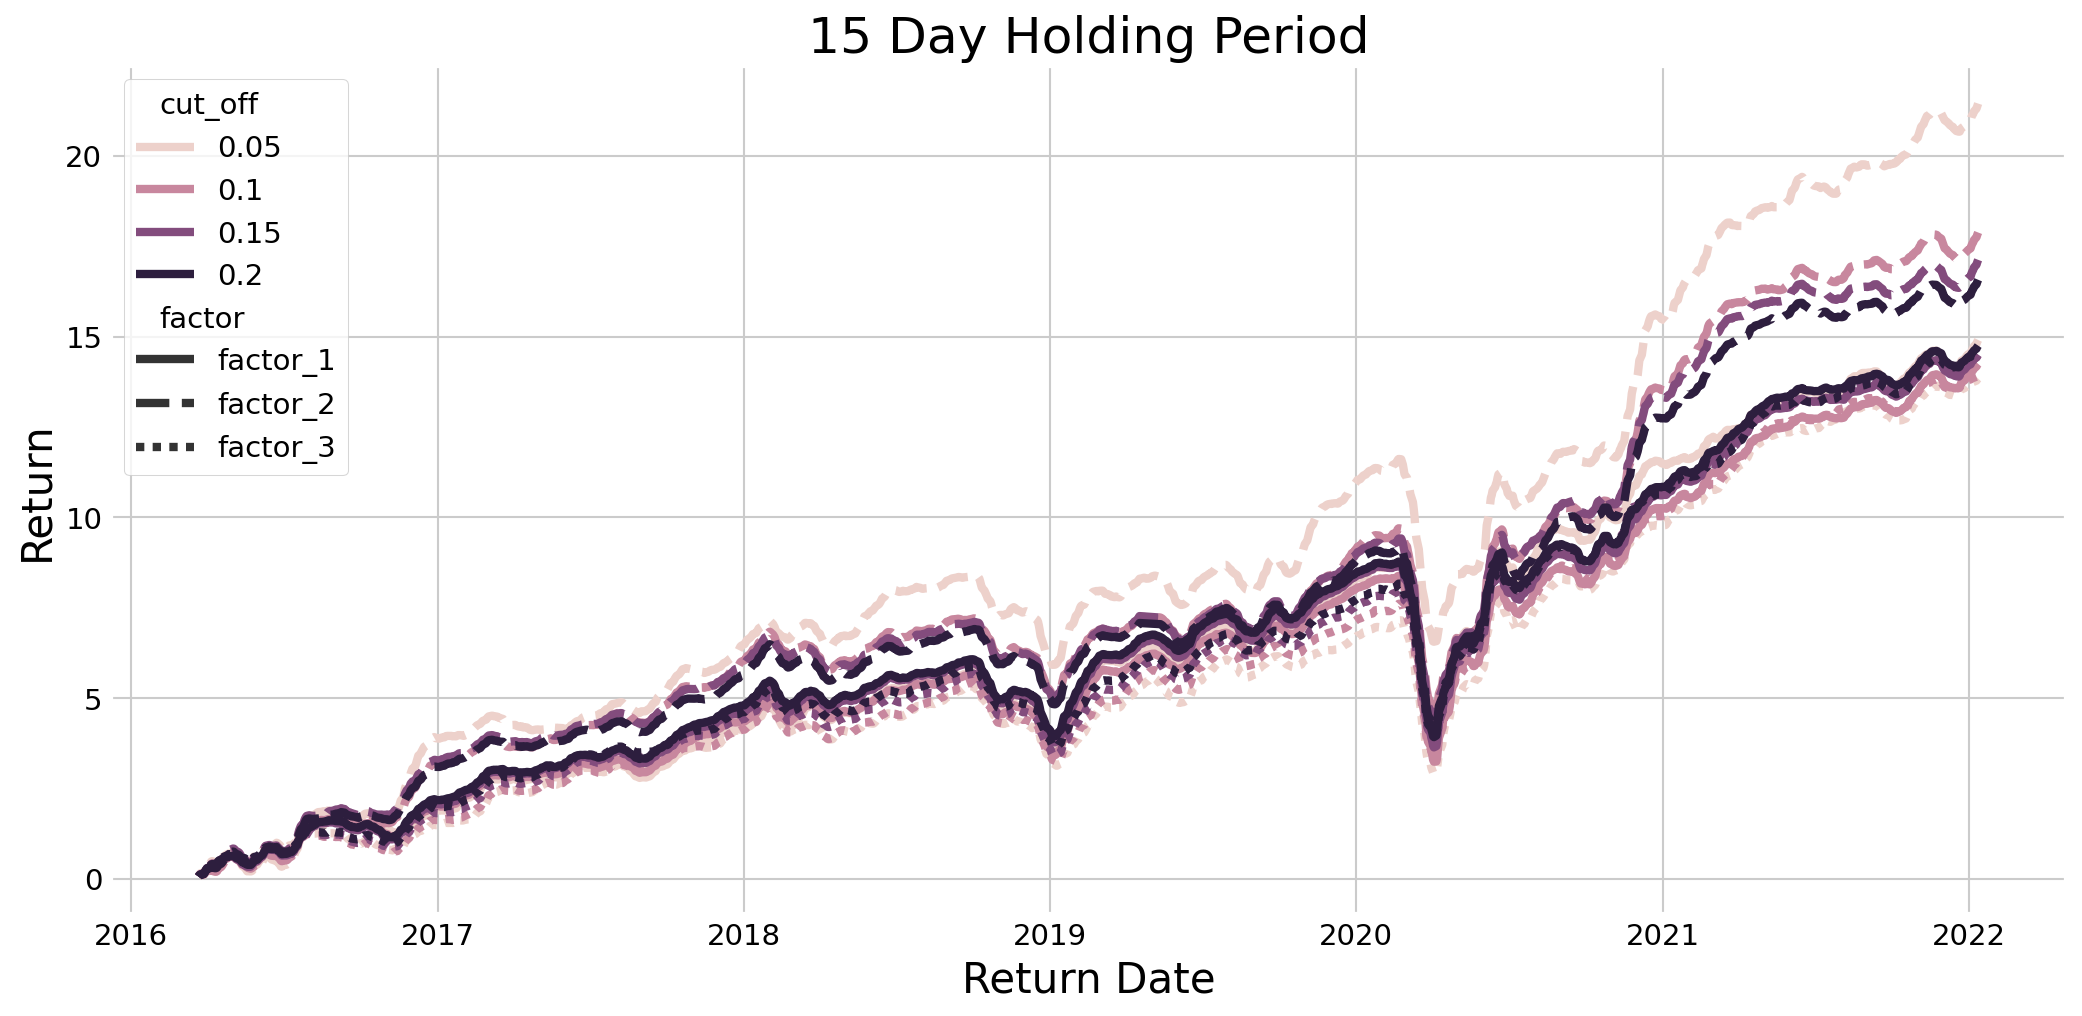 15 Day Holding Period
cut_off
0.05
0.1
0.15
0.2
factor
factor_1
factor_2
factor_3
Return
20
15
10
5
0
2016 2017 2018 2019 2020 2021 2022
Return Date